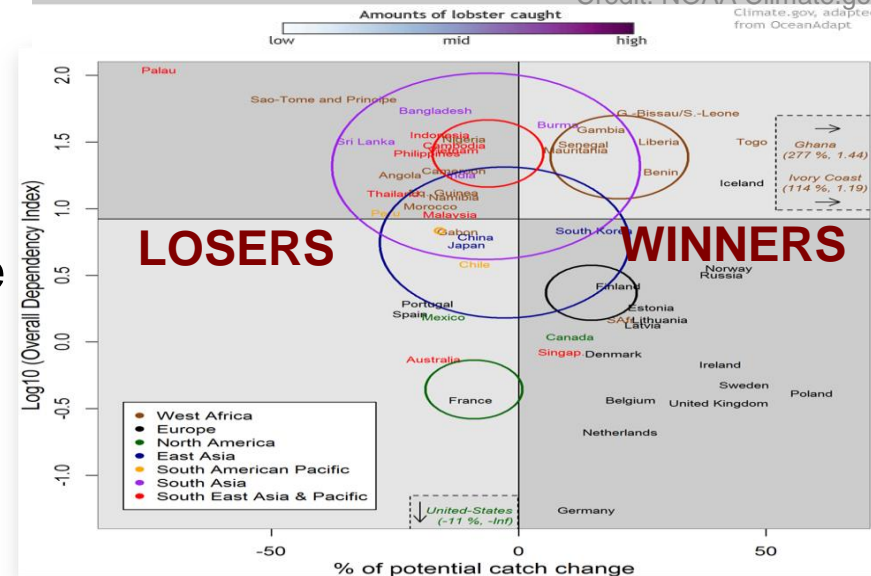 Credit: NOAA Climate.go
Amounts of lobster caught
low mid high
Climate.gov, adapte
from OceanAdapt
e
Log10 (Overall Dependency Index)
2.0
1.5
1.0
0.5
0.0
-0.5
-1.0
Palau
Sao-Tome and Principe
Bangladesh
Burma
G.-Bissau/S.-Leone
Gambia
Indonesia
Nigeria
Sri Lanka
Cambodia
Senegal
Liberia
Togo
Philippines
Vietnam
Mauritania
Ghana
(277 %, 1.44)
Cameroon
Angola
India
Benin
Iceland
Ivory Coast
(114 %, 1.19)
Thailand
Eq. Guinea
Namibia
Morocco
Peru
Malaysia
Gabon
China
Japan
South Korea
LOSERS
WINNERS
Chile
Norway
Russia
Finland
Portugal
Spain
Mexico
Estonia
SAfr
Lithuania
Latvia
Canada
Singap.
Denmark
Australia
Ireland
Sweden
Poland
France
Belgium
United Kingdom
Netherlands
Germany
West Africa
Europe
North America
East Asia
South American Pacific
South Asia
South East Asia & Pacific
United-States
(-11 %, -Inf)
-50 0 50
% of potential catch change